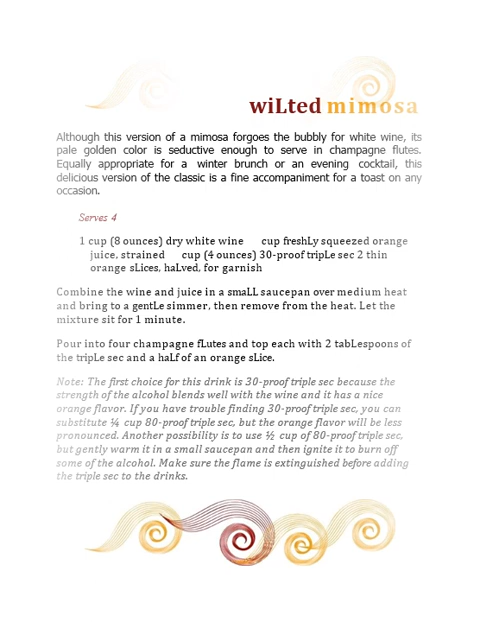 wiLted mimosa
Although this version of a mimosa forgoes the bubbly for white wine, its
pale golden color is seductive enough to serve in champagne flutes.
Equally appropriate for a winter brunch or an evening cocktail, this
delicious version of the classic is a fine accompaniment for a toast on any
occasion.
Serves 4
1 cup (8 ounces) dry white wine cup freshLy squeezed orange
juice, strained cup (4 ounces) 30-proof tripLe sec 2 thin
orange sLices, haLved, for garnish
Combine the wine and juice in a smaLL saucepan over medium heat
and bring to a gentLe simmer, then remove from the heat. Let the
mixture sit for 1 minute.
Pour into four champagne fLutes and top each with 2 tabLespoons of
the tripLe sec and a haLf of an orange sLice.
Note: The first choice for this drink is 30-proof triple sec because the
strength of the alcohol blends well with the wine and it has a nice
orange flavor. If you have trouble finding 30-proof triple sec, you can
substitute ¼ cup 80-proof triple sec, but the orange flavor will be less
pronounced. Another possibility is to use ½ cup of 80-proof triple sec,
but gently warm it in a small saucepan and then ignite it to burn off
some of the alcohol. Make sure the flame is extinguished before adding
the triple sec to the drinks.